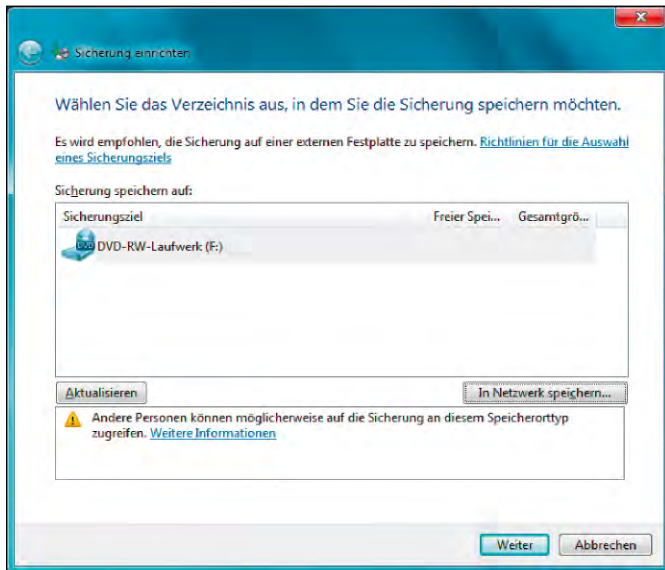 Sicherung einrichten
Wählen Sie das Verzeichnis aus, in dem Sie die Sicherung speichern möchten.
Es wird empfohlen, die Sicherung auf einer externen Festplatte zu speichern. Richtlinien für die Auswahl
eines Sicherungsziels
Sicherung speichern auf:
Sicherungsziel Freier Spei... Gesamtgrö...
DVD DVD-RW-Laufwerk (F:)
Aktualisieren In Netzwerk speichern...
Andere Personen können möglicherweise auf die Sicherung an diesem Speicherorttyp
zugreifen. Weitere Informationen
Weiter Abbrechen